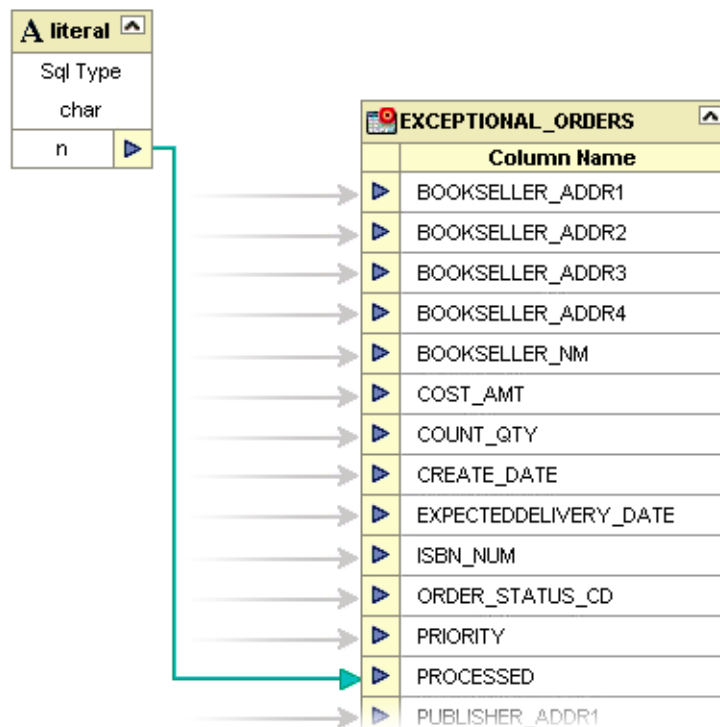 A literal
Sql Type
char
n
EXCEPTIONAL_ORDERS
Column Name
BOOKSELLER_ADDR1
BOOKSELLER_ADDR2
BOOKSELLER_ADDR3
BOOKSELLER_ADDR4
BOOKSELLER_NM
COST_AMT
COUNT_QTY
CREATE_DATE
EXPECTEDDELIVERY_DATE
ISBN_NUM
ORDER_STATUS_CD
PRIORITY
PROCESSED
PUBLISHER_ADDR1